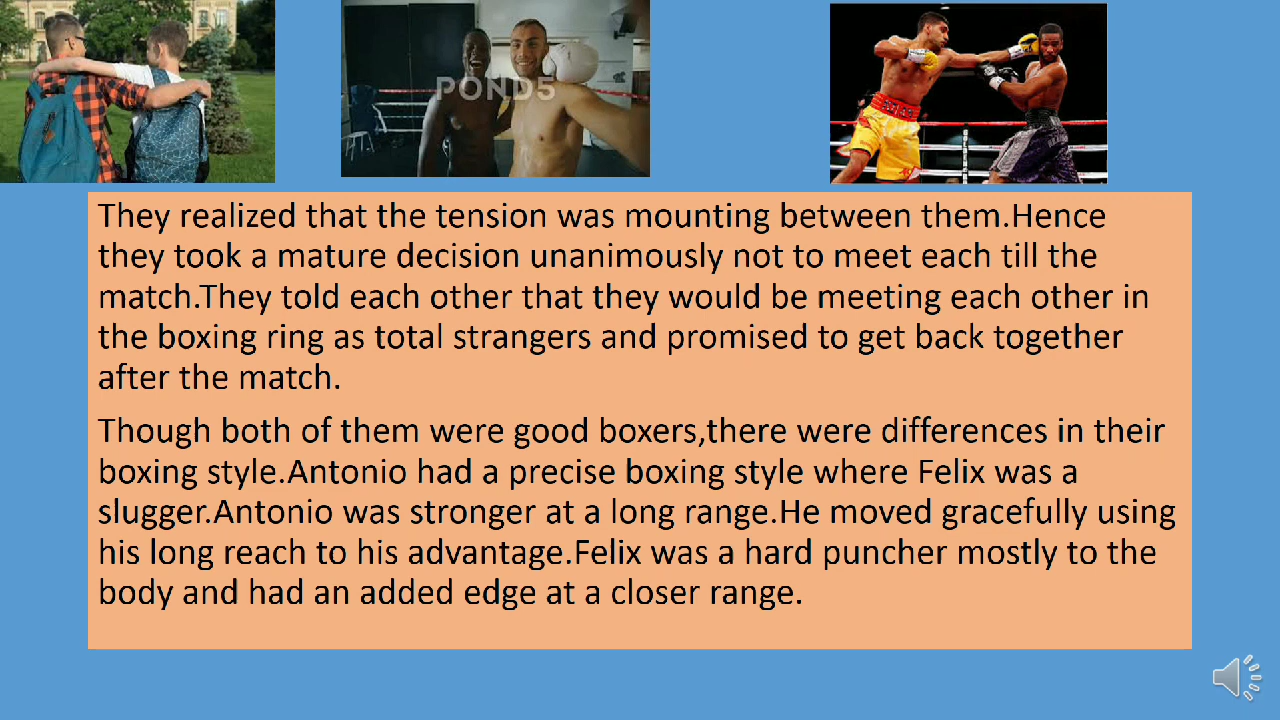 POND5
They realized that the tension was mounting between them.Hence
they took a mature decision unanimously not to meet each till the
match.They told each other that they would be meeting each other in
the boxing ring as total strangers and promised to get back together
after the match.
Though both of them were good boxers,there were differences in their
boxing style.Antonio had a precise boxing style where Felix was a
slugger.Antonio was stronger at a long range.He moved gracefully using
his long reach to his advantage.Felix was a hard puncher mostly to the
body and had an added edge at a closer range.